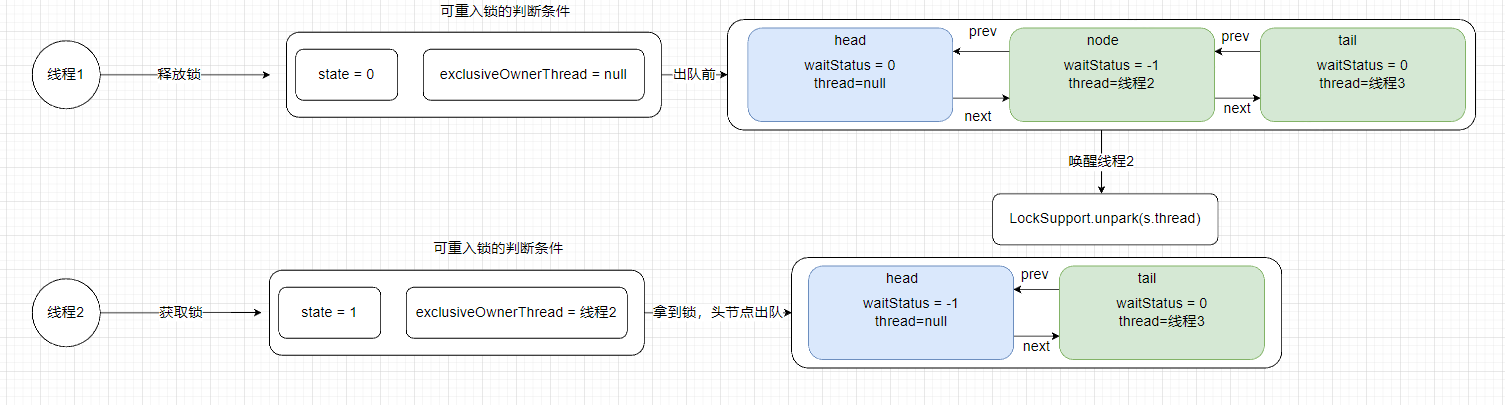 可重入锁的判断条件
线程1
释放锁
state = 0
exclusiveOwnerThread = null
出队前
head
waitStatus = 0
thread=null
prev
next
node
waitStatus = -1
thread=线程2
prev
next
tail
waitStatus = 0
thread=线程3
唤醒线程2
LockSupport.unpark(s.thread)
可重入锁的判断条件
线程2
获取锁
state = 1
exclusiveOwnerThread = 线程2
拿到锁，头节点出队
head
waitStatus = -1
thread=null
prev
next
tail
waitStatus = 0
thread=线程3